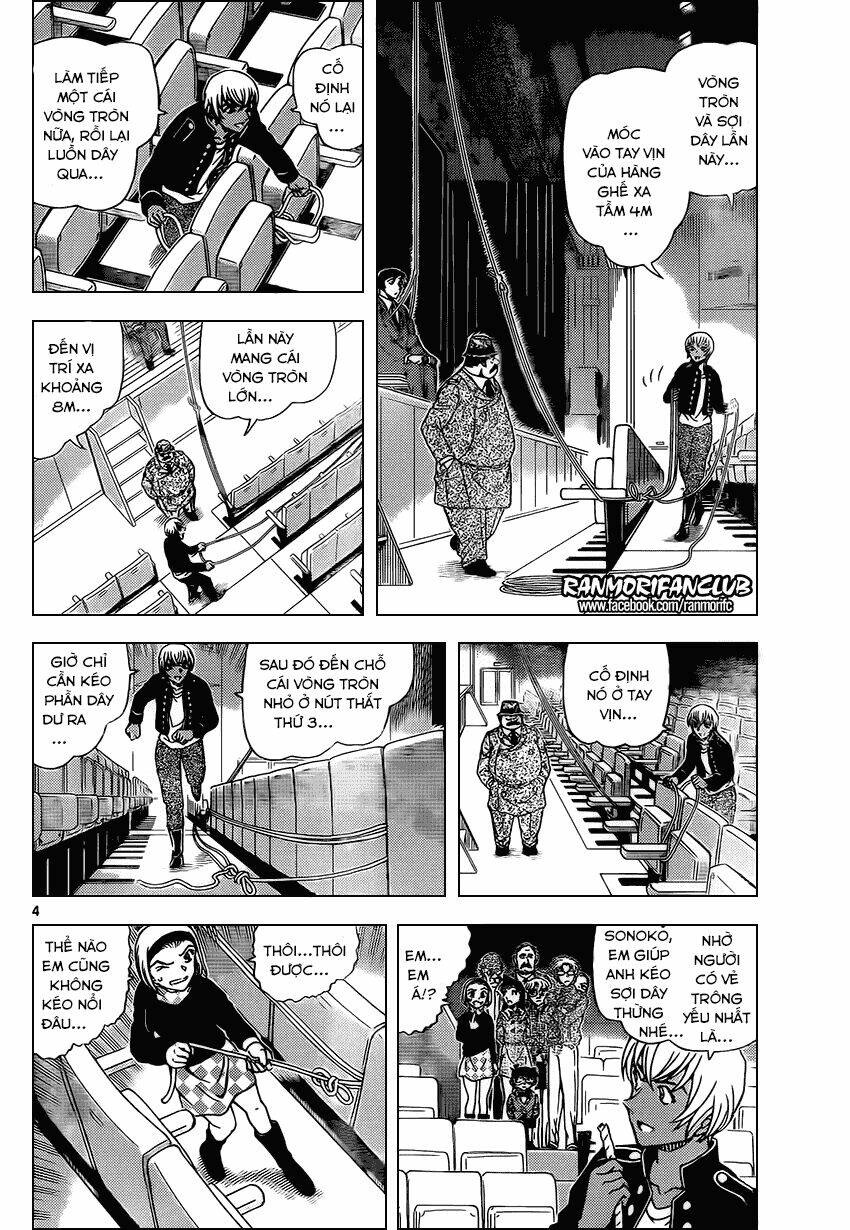 VÒNG
TRÒN
VÀ SỢI
DÂY LẦN
NÀY...
MÓC
VÀO TAY VỊN
CỦA HÀNG
GHẾ XA
TẦM 4M
...
CỐ
ĐỊNH
NÓ LẠI
...
LÀM TIẾP
MỘT CÁI
VÒNG TRÒN
NỮA, RỒI LẠI
LUỒN DÂY
QUA...
LẦN NÀY
MANG CÁI
VÒNG TRÒN
LỚN...
ĐẾN VỊ
TRÍ XA
KHOẢNG
8M...
RANMORIFANCLUB
www.facebook.com/ranmorifc
CỐ ĐỊNH
NÓ Ở TAY
VỊN...
SAU ĐÓ ĐẾN CHỖ
CÁI VÒNG TRÒN
NHỎ Ở NÚT THẮT
THỨ 3...
GIỜ CHỈ
CẦN KÉO
PHẦN DÂY
DƯ RA
...
4
NHỜ
NGƯỜI
CÓ VẺ
TRÔNG
YẾU NHẤT
LÀ...
SONOKO,
EM GIÚP
ANH KÉO
SỢI DÂY
THỪNG
NHÉ...
EM...
EM
Á!?
THÔI...THÔI
ĐƯỢC...
THỂ NÀO
EM CŨNG
KHÔNG
KÉO NỔI
ĐÂU...